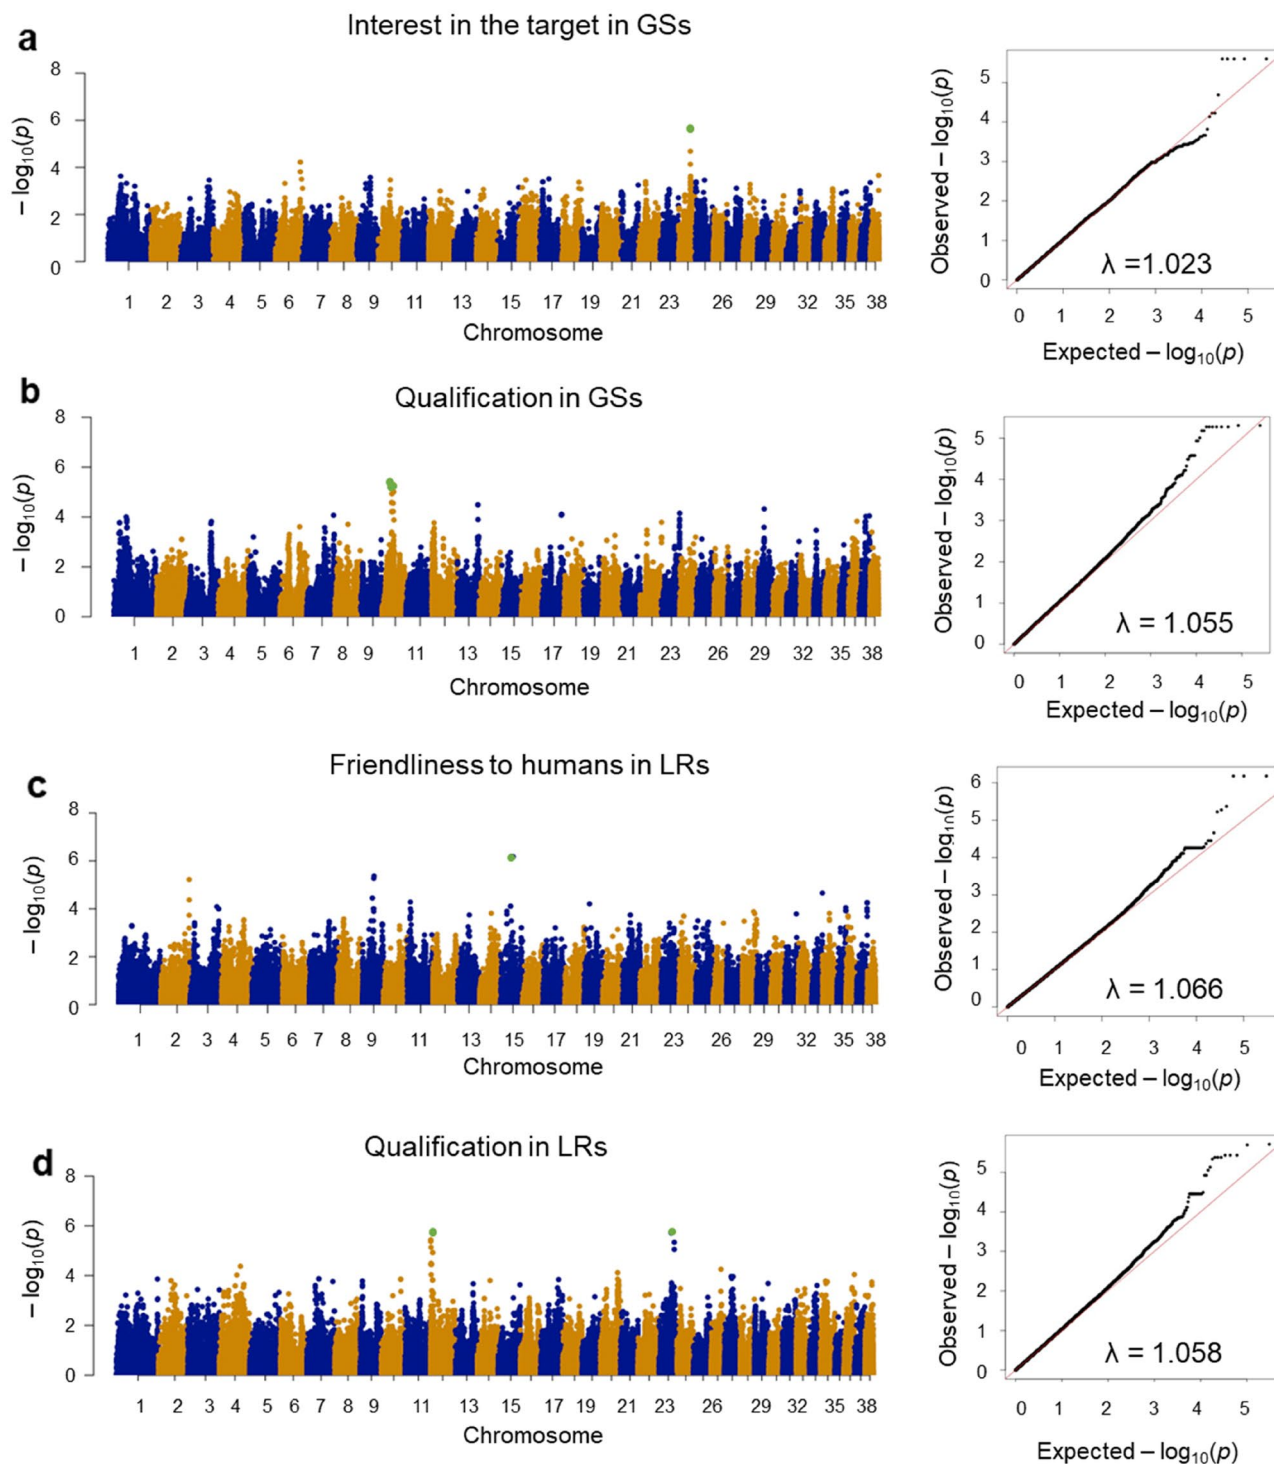 a
Interest in the target in GSs
8
6
4
2
0
– log10(p)
1 2 3 4 5 6 7 8 9 10 11 13 15 17 19 21 23 26 29 32 35 38
Chromosome
5
4
3
2
1
0
Observed – log10(p)
λ =1.023
0 1 2 3 4 5
Expected – log10(p)
b
Qualification in GSs
8
6
4
2
0
– log10(p)
1 2 3 4 5 6 7 8 9 11 13 15 17 19 21 23 26 29 32 35 38
Chromosome
5
4
3
2
1
0
Observed – log10(p)
λ = 1.055
0 1 2 3 4 5
Expected – log10(p)
c
Friendliness to humans in LRs
8
6
4
2
0
– log10(p)
1 2 3 4 5 6 7 8 9 11 13 15 17 19 21 23 26 29 32 35 38
Chromosome
6
5
4
3
2
1
0
Observed – log10(p)
λ = 1.066
0 1 2 3 4 5
Expected – log10(p)
d
Qualification in LRs
8
6
4
2
0
– log10(p)
1 2 3 4 5 6 7 8 9 11 13 15 17 19 21 23 26 29 32 35 38
Chromosome
5
4
3
2
1
0
Observed – log10(p)
λ = 1.058
0 1 2 3 4 5
Expected – log10(p)